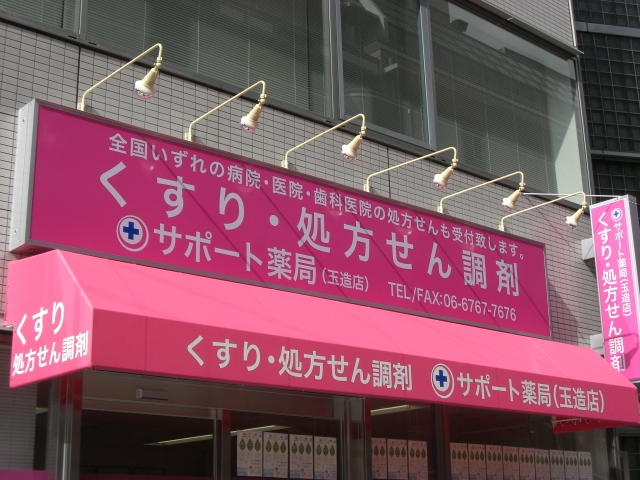 全国いずれの病院・医院・歯科医院の処方せんも受付致します。
くすり・処方せん調剤
サポート薬局(玉造店)
TEL/FAX:06-6767-7676
くすり
処方せん調剤
くすり・処方せん調剤
サポート薬局(玉造店)
サポート薬局(玉造店)
くすり・処方せん調剤